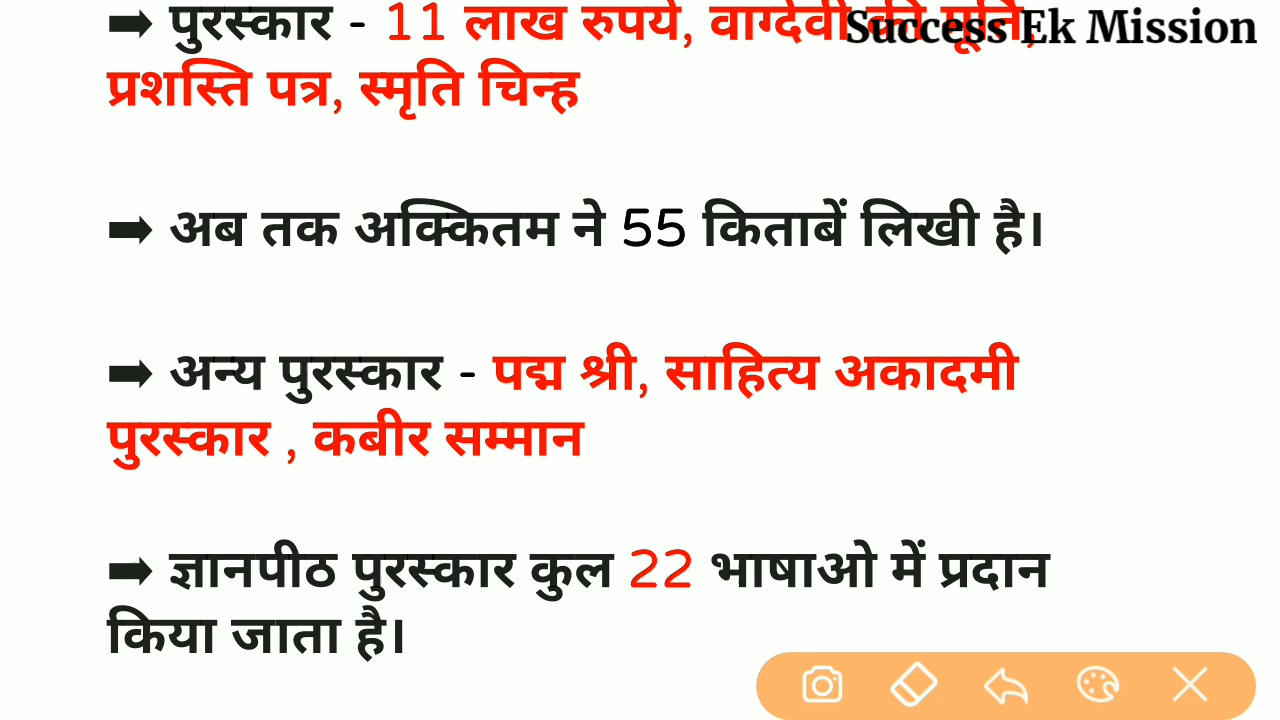 ➡ पुरस्कार - 11 लाख रुपये, वाग्देवी की मूर्ति,
Success Ek Mission
प्रशस्ति पत्र, स्मृति चिन्ह
➡ अब तक अक्कितम ने 55 किताबें लिखी है।
➡ अन्य पुरस्कार - पद्म श्री, साहित्य अकादमी
पुरस्कार , कबीर सम्मान
➡ ज्ञानपीठ पुरस्कार कुल 22 भाषाओ में प्रदान
किया जाता है।